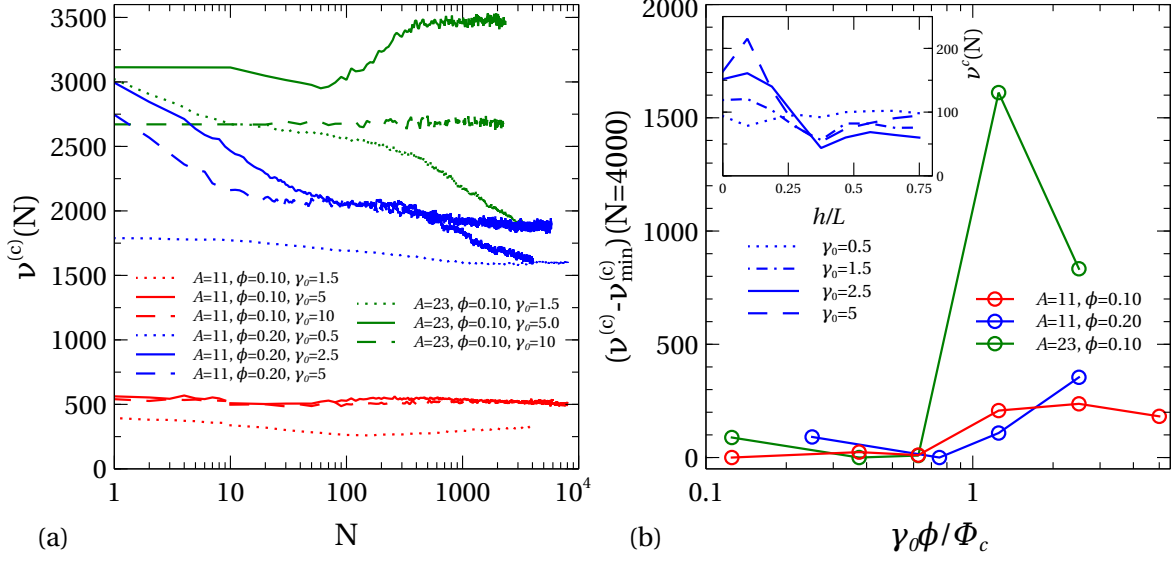 3500
3000
2500
2000
1500
1000
500
0
ν(c)(N)
A=11, ϕ=0.10, γ0=1.5
A=11, ϕ=0.10, γ0=5
A=11, ϕ=0.10, γ0=10
A=11, ϕ=0.20, γ0=0.5
A=11, ϕ=0.20, γ0=2.5
A=11, ϕ=0.20, γ0=5
A=23, ϕ=0.10, γ0=1.5
A=23, ϕ=0.10, γ0=5.0
A=23, ϕ=0.10, γ0=10
1 10 100 1000 10⁴
N
(a)
2000
1500
1000
500
0
(ν(c)-ν(c)min)(N=4000)
200
100
0
νc(N)
0 0.25 0.5 0.75
h/L
γ0=0.5
γ0=1.5
γ0=2.5
γ0=5
A=11, ϕ=0.10
A=11, ϕ=0.20
A=23, ϕ=0.10
0.1 1
γ0ϕ/Φc
(b)